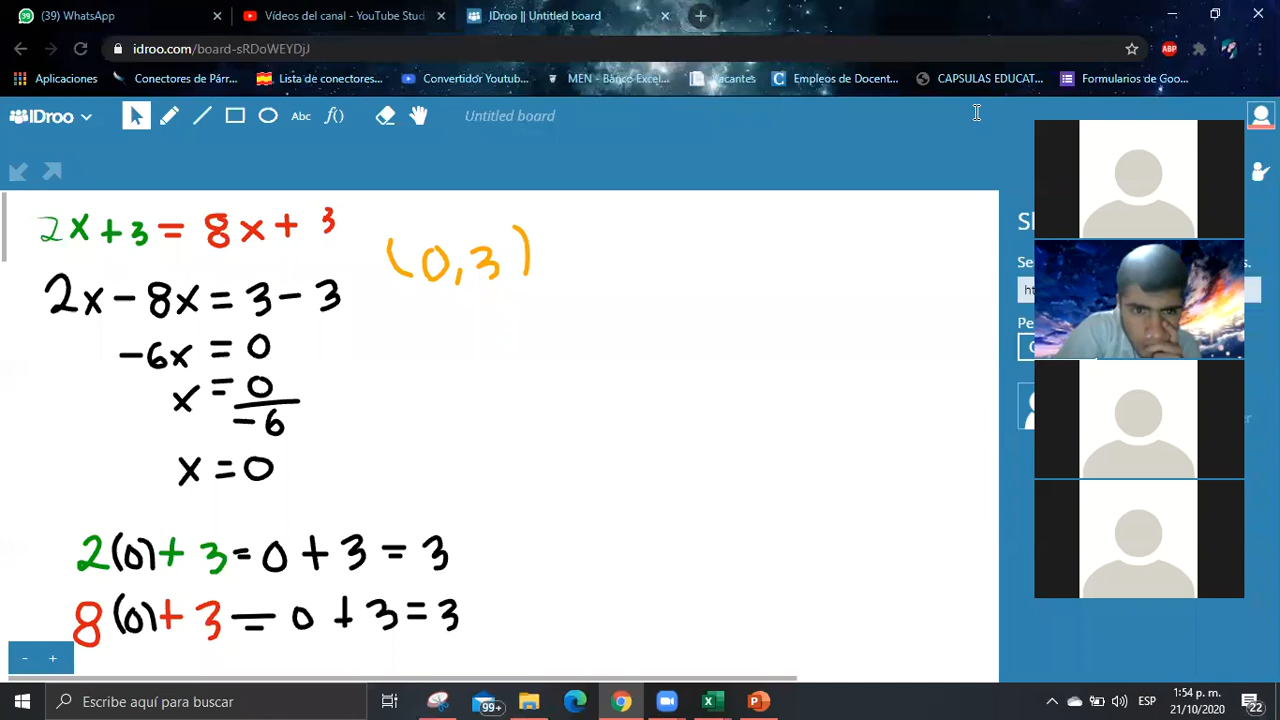 (39) WhatsApp
Vídeos del canal - YouTube Stud
IDroo || Untitled board
idroo.com/board-sRDoWEYDjJ
ABP
Aplicaciones
Conectores de Párr...
Lista de conectores...
Convertidor Youtub...
MEN - Banco Excel...
Vacantes
Empleos de Docent...
CAPSULAS EDUCAT...
Formularios de Goo...
IDroo
Abc
f()
Untitled board
2x + 3 = 8x + 3
(0,3)
2x - 8x = 3 - 3
-6x = 0
x = 0/-6
x = 0
2(0) + 3 = 0 + 3 = 3
8(0) + 3 = 0 + 3 = 3
- +
Escribe aquí para buscar
99+
ESP
1:54 p. m.
21/10/2020
22